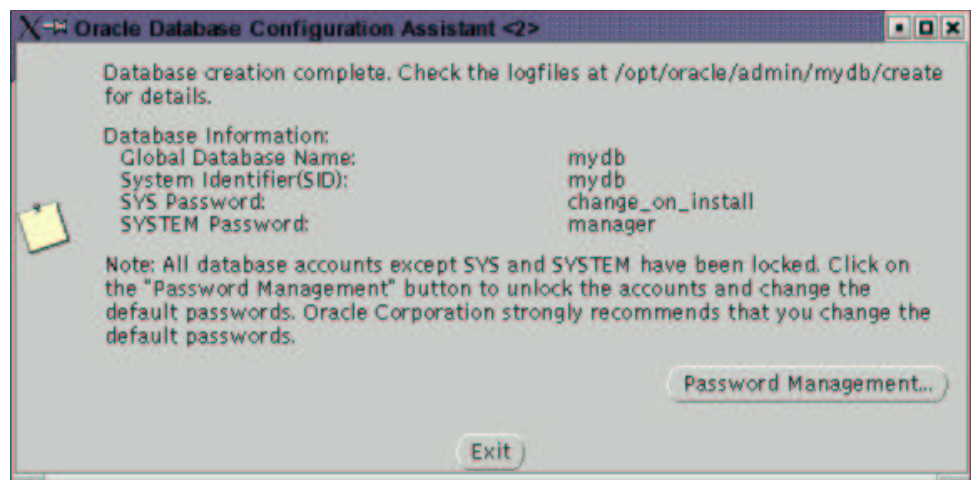 Oracle Database Configuration Assistant <2>
Database creation complete. Check the logfiles at /opt/oracle/admin/mydb/create
for details.
Database Information:
Global Database Name: mydb
System Identifier(SID): mydb
SYS Password: change_on_install
SYSTEM Password: manager
Note: All database accounts except SYS and SYSTEM have been locked. Click on
the "Password Management" button to unlock the accounts and change the
default passwords. Oracle Corporation strongly recommends that you change the
default passwords.
Password Management...
Exit